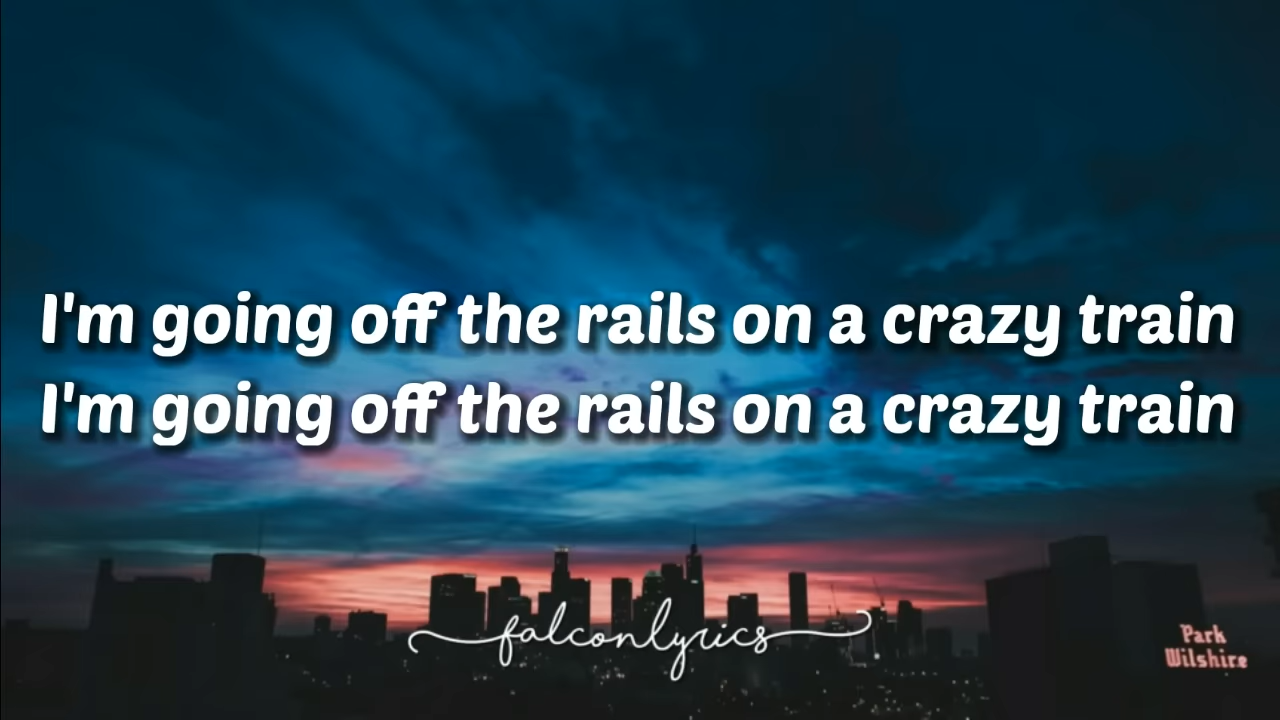 I'm going off the rails on a crazy train
I'm going off the rails on a crazy train
falconlyrics
Park
Wilshire